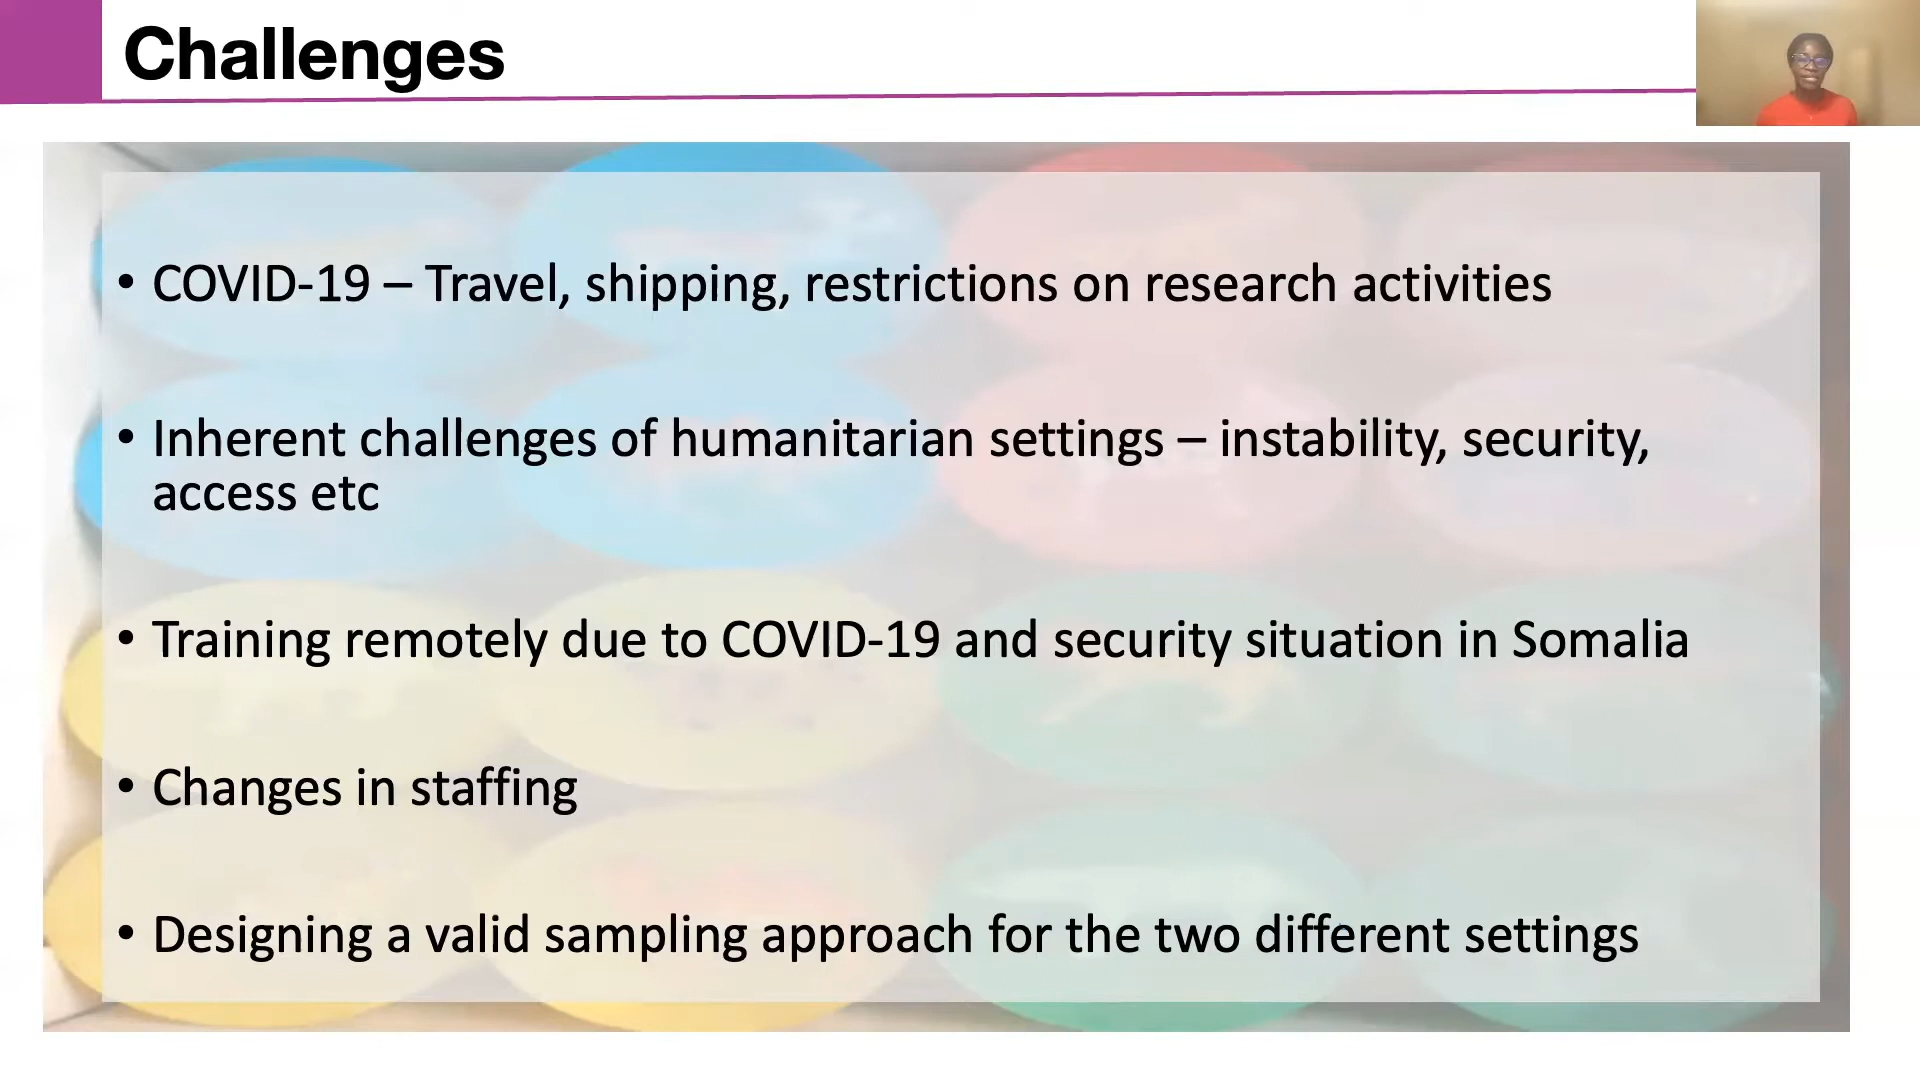 Challenges
• COVID-19 – Travel, shipping, restrictions on research activities
• Inherent challenges of humanitarian settings – instability, security,
access etc
• Training remotely due to COVID-19 and security situation in Somalia
• Changes in staffing
• Designing a valid sampling approach for the two different settings